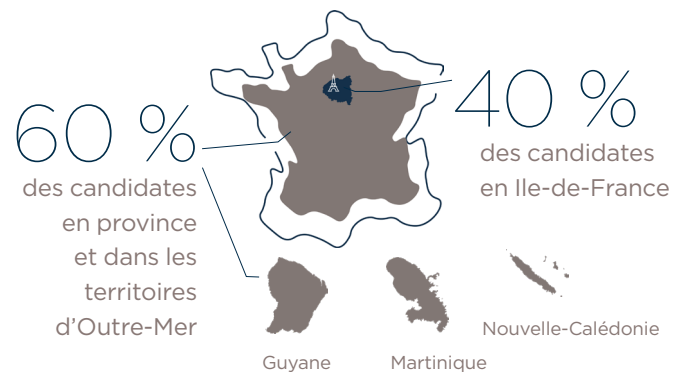 60 %
des candidates
en province
et dans les
territoires
d’Outre-Mer
40 %
des candidates
en Ile-de-France
Guyane
Martinique
Nouvelle-Calédonie